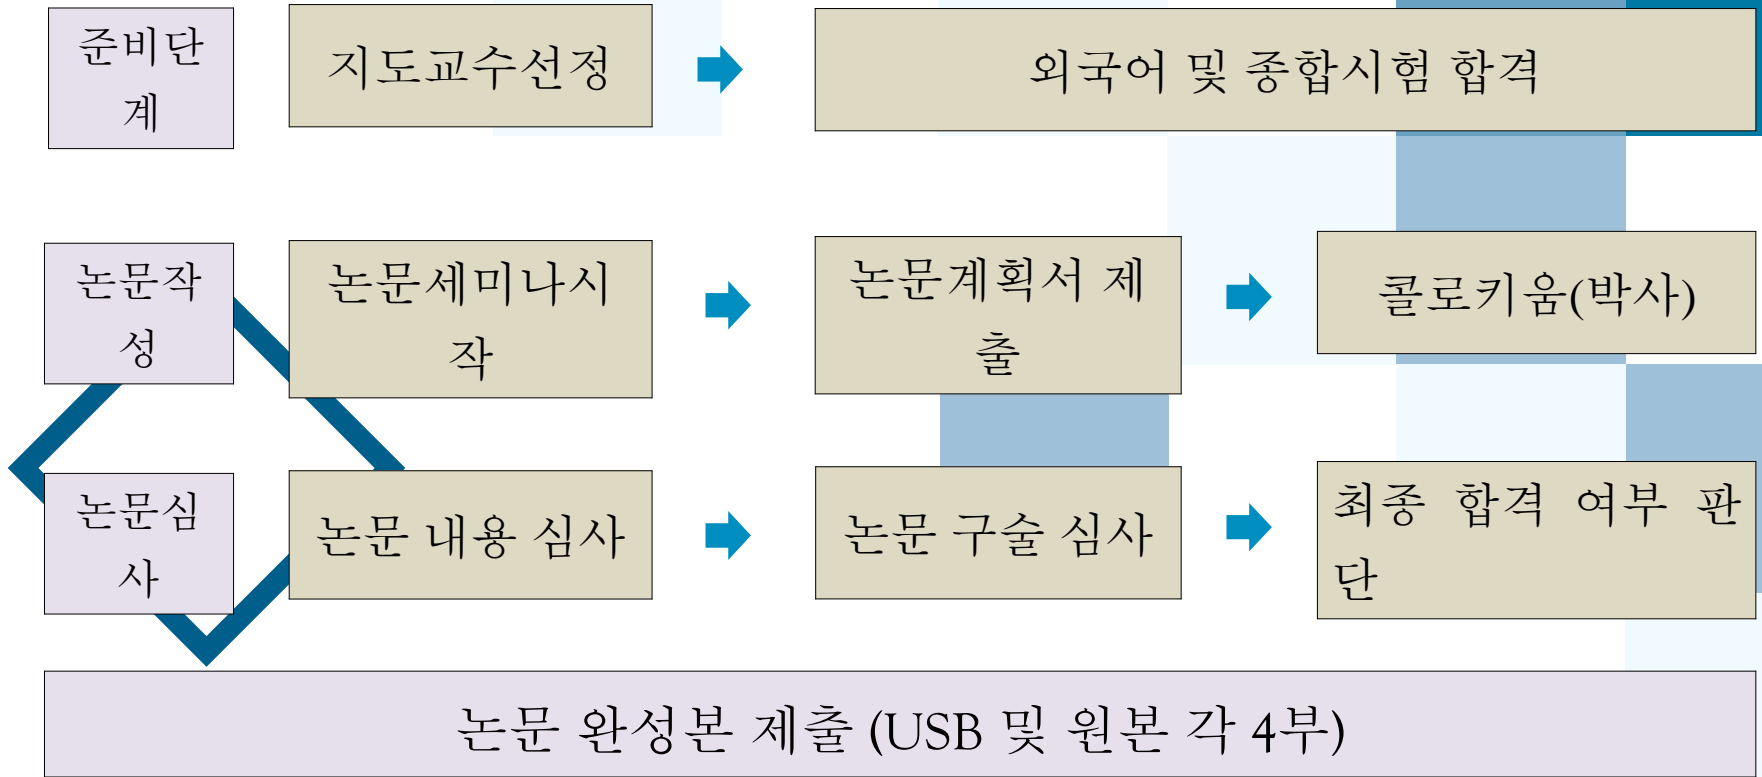 준비단
계
지도교수선정
외국어 및 종합시험 합격
논문작
성
논문세미나시
작
논문계획서 제
출
콜로키움(박사)
논문심
사
논문 내용 심사
논문 구술 심사
최종 합격 여부 판
단
논문 완성본 제출 (USB 및 원본 각 4부)